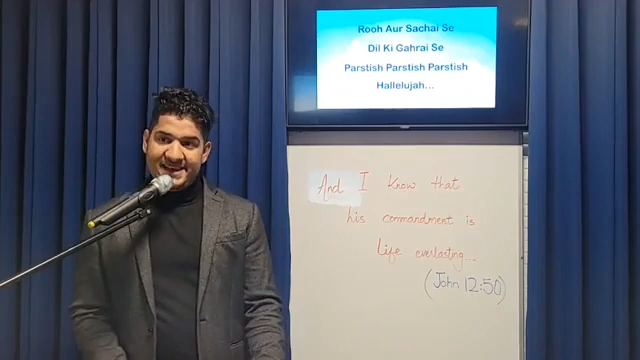 Rooh Aur Sachai Se
Dil Ki Gahrai Se
Parstish Parstish Parstish
Hallelujah...
And I know that
his commandment is
life everlasting...
(John 12:50)